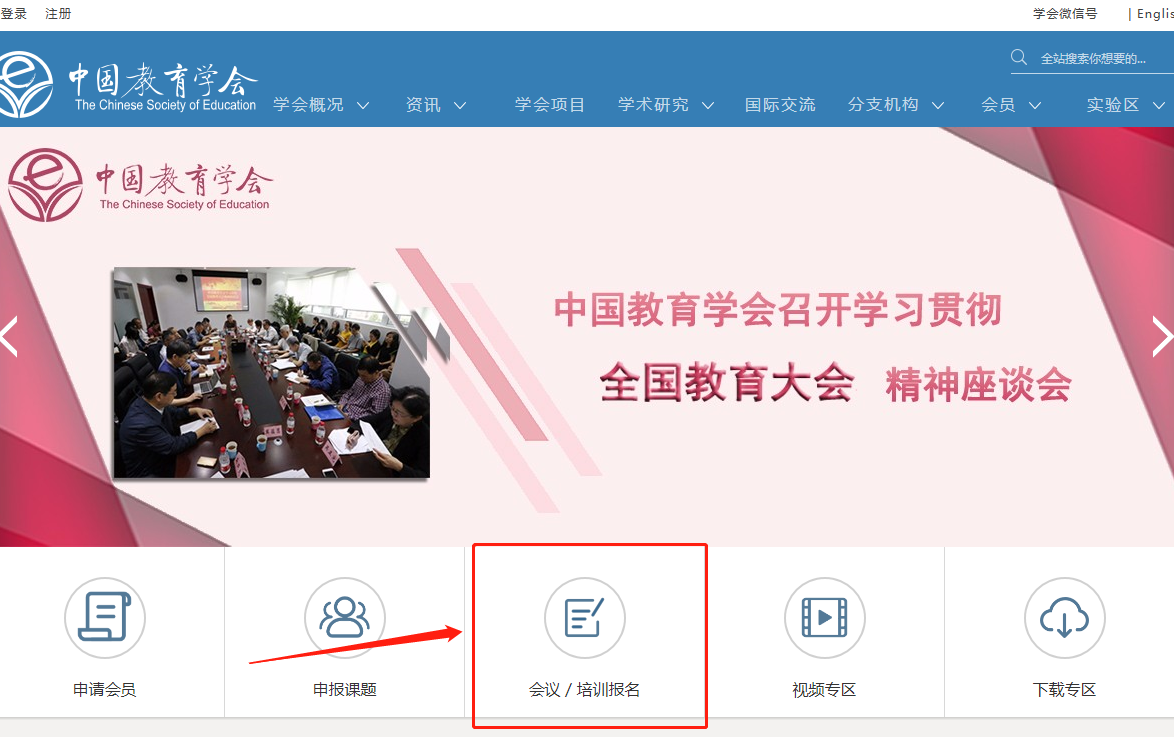 登录 注册
学会微信号 | Englis
中国教育学会
The Chinese Society of Education
全站搜索你想要的...
学会概况 资讯 学会项目 学术研究 国际交流 分支机构 会员 实验区
中国教育学会
The Chinese Society of Education
中国教育学会召开学习贯彻
全国教育大会 精神座谈会
申请会员 申报课题 会议 / 培训报名 视频专区 下载专区